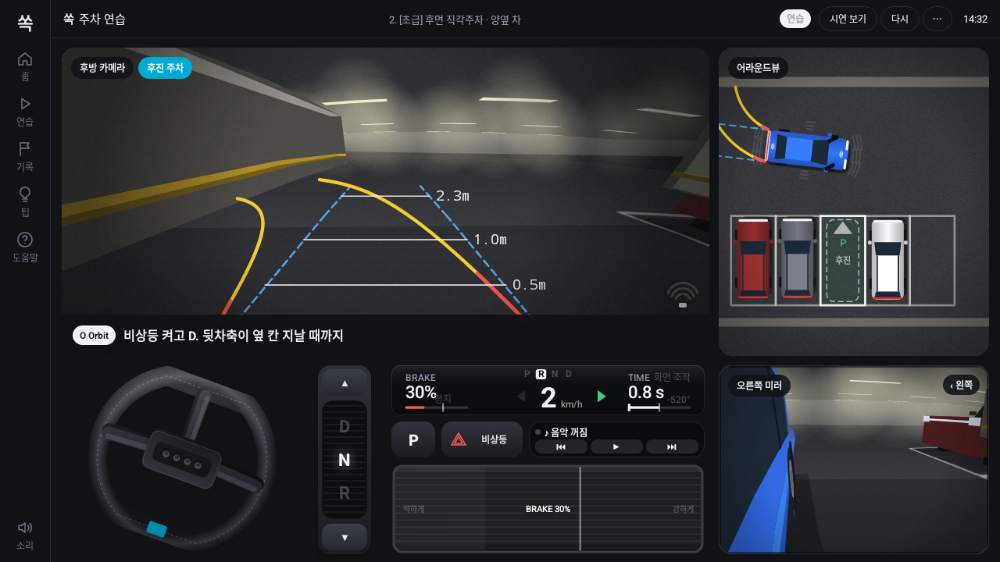 쏙
쏙 주차 연습
2. [초급] 후면 직각주차 · 양옆 차
연습
시연 보기
다시
···
14:32
홈
연습
기록
팁
도움말
소리
후방 카메라
후진 주차
2.3m
1.0m
0.5m
O Orbit
비상등 켜고 D. 뒷차축이 옆 칸 지날 때까지
어라운드뷰
P
후진
D
N
R
BRAKE
30%
P R N D
2 km/h
TIME 화면 조작
0.8 s
-520°
P
비상등
♪ 음악 꺼짐
약하게
BRAKE 30%
강하게
오른쪽 미러
‹ 왼쪽